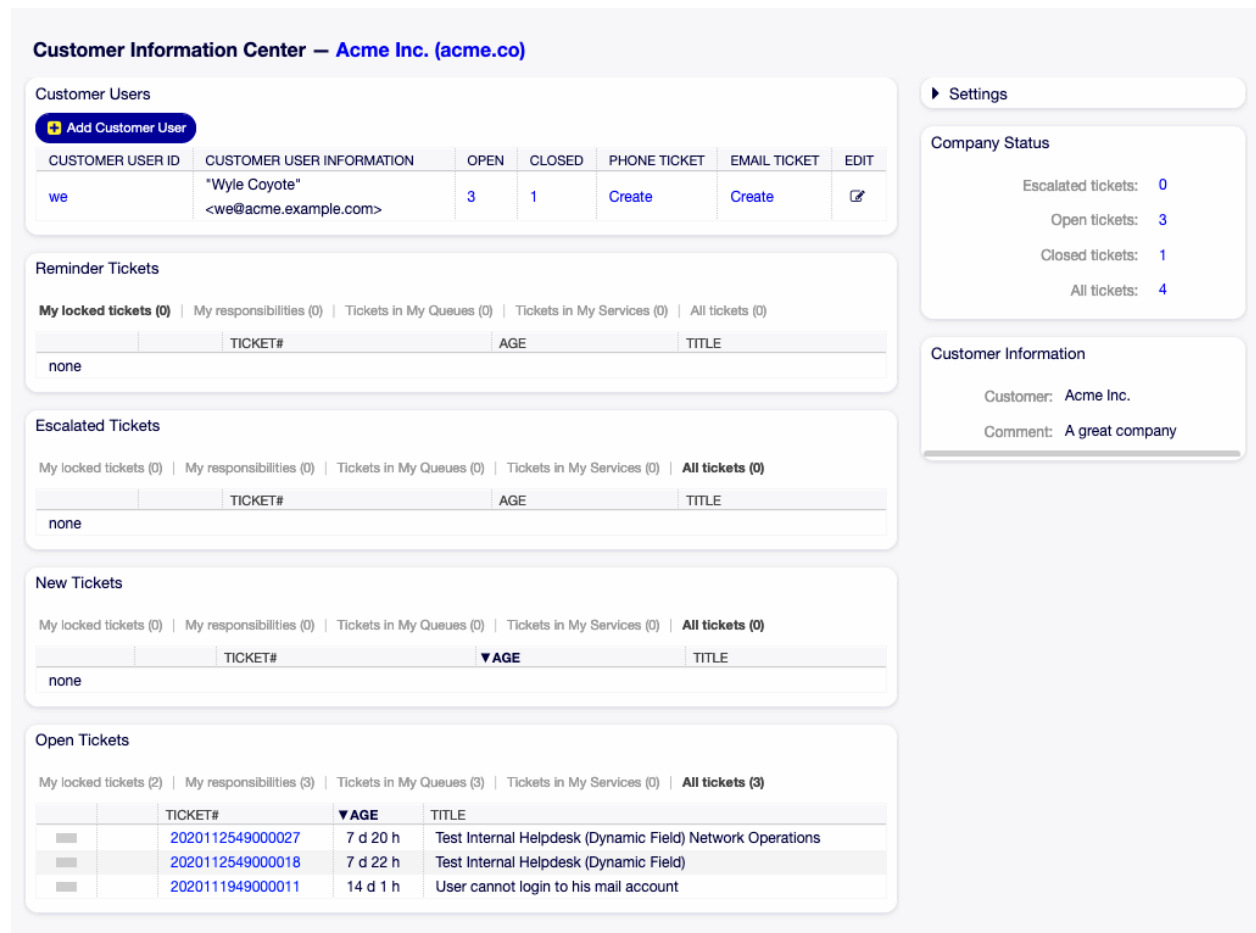 Customer Information Center — Acme Inc. (acme.co)
Customer Users
Add Customer User
CUSTOMER USER ID CUSTOMER USER INFORMATION OPEN CLOSED PHONE TICKET EMAIL TICKET EDIT
we "Wyle Coyote" <we@acme.example.com> 3 1 Create Create
Reminder Tickets
My locked tickets (0) | My responsibilities (0) | Tickets in My Queues (0) | Tickets in My Services (0) | All tickets (0)
TICKET# AGE TITLE
none
Escalated Tickets
My locked tickets (0) | My responsibilities (0) | Tickets in My Queues (0) | Tickets in My Services (0) | All tickets (0)
TICKET# AGE TITLE
none
New Tickets
My locked tickets (0) | My responsibilities (0) | Tickets in My Queues (0) | Tickets in My Services (0) | All tickets (0)
TICKET# ▼AGE TITLE
none
Open Tickets
My locked tickets (2) | My responsibilities (3) | Tickets in My Queues (3) | Tickets in My Services (0) | All tickets (3)
TICKET# ▼AGE TITLE
2020112549000027 7 d 20 h Test Internal Helpdesk (Dynamic Field) Network Operations
2020112549000018 7 d 22 h Test Internal Helpdesk (Dynamic Field)
2020111949000011 14 d 1 h User cannot login to his mail account
Settings
Company Status
Escalated tickets: 0
Open tickets: 3
Closed tickets: 1
All tickets: 4
Customer Information
Customer: Acme Inc.
Comment: A great company